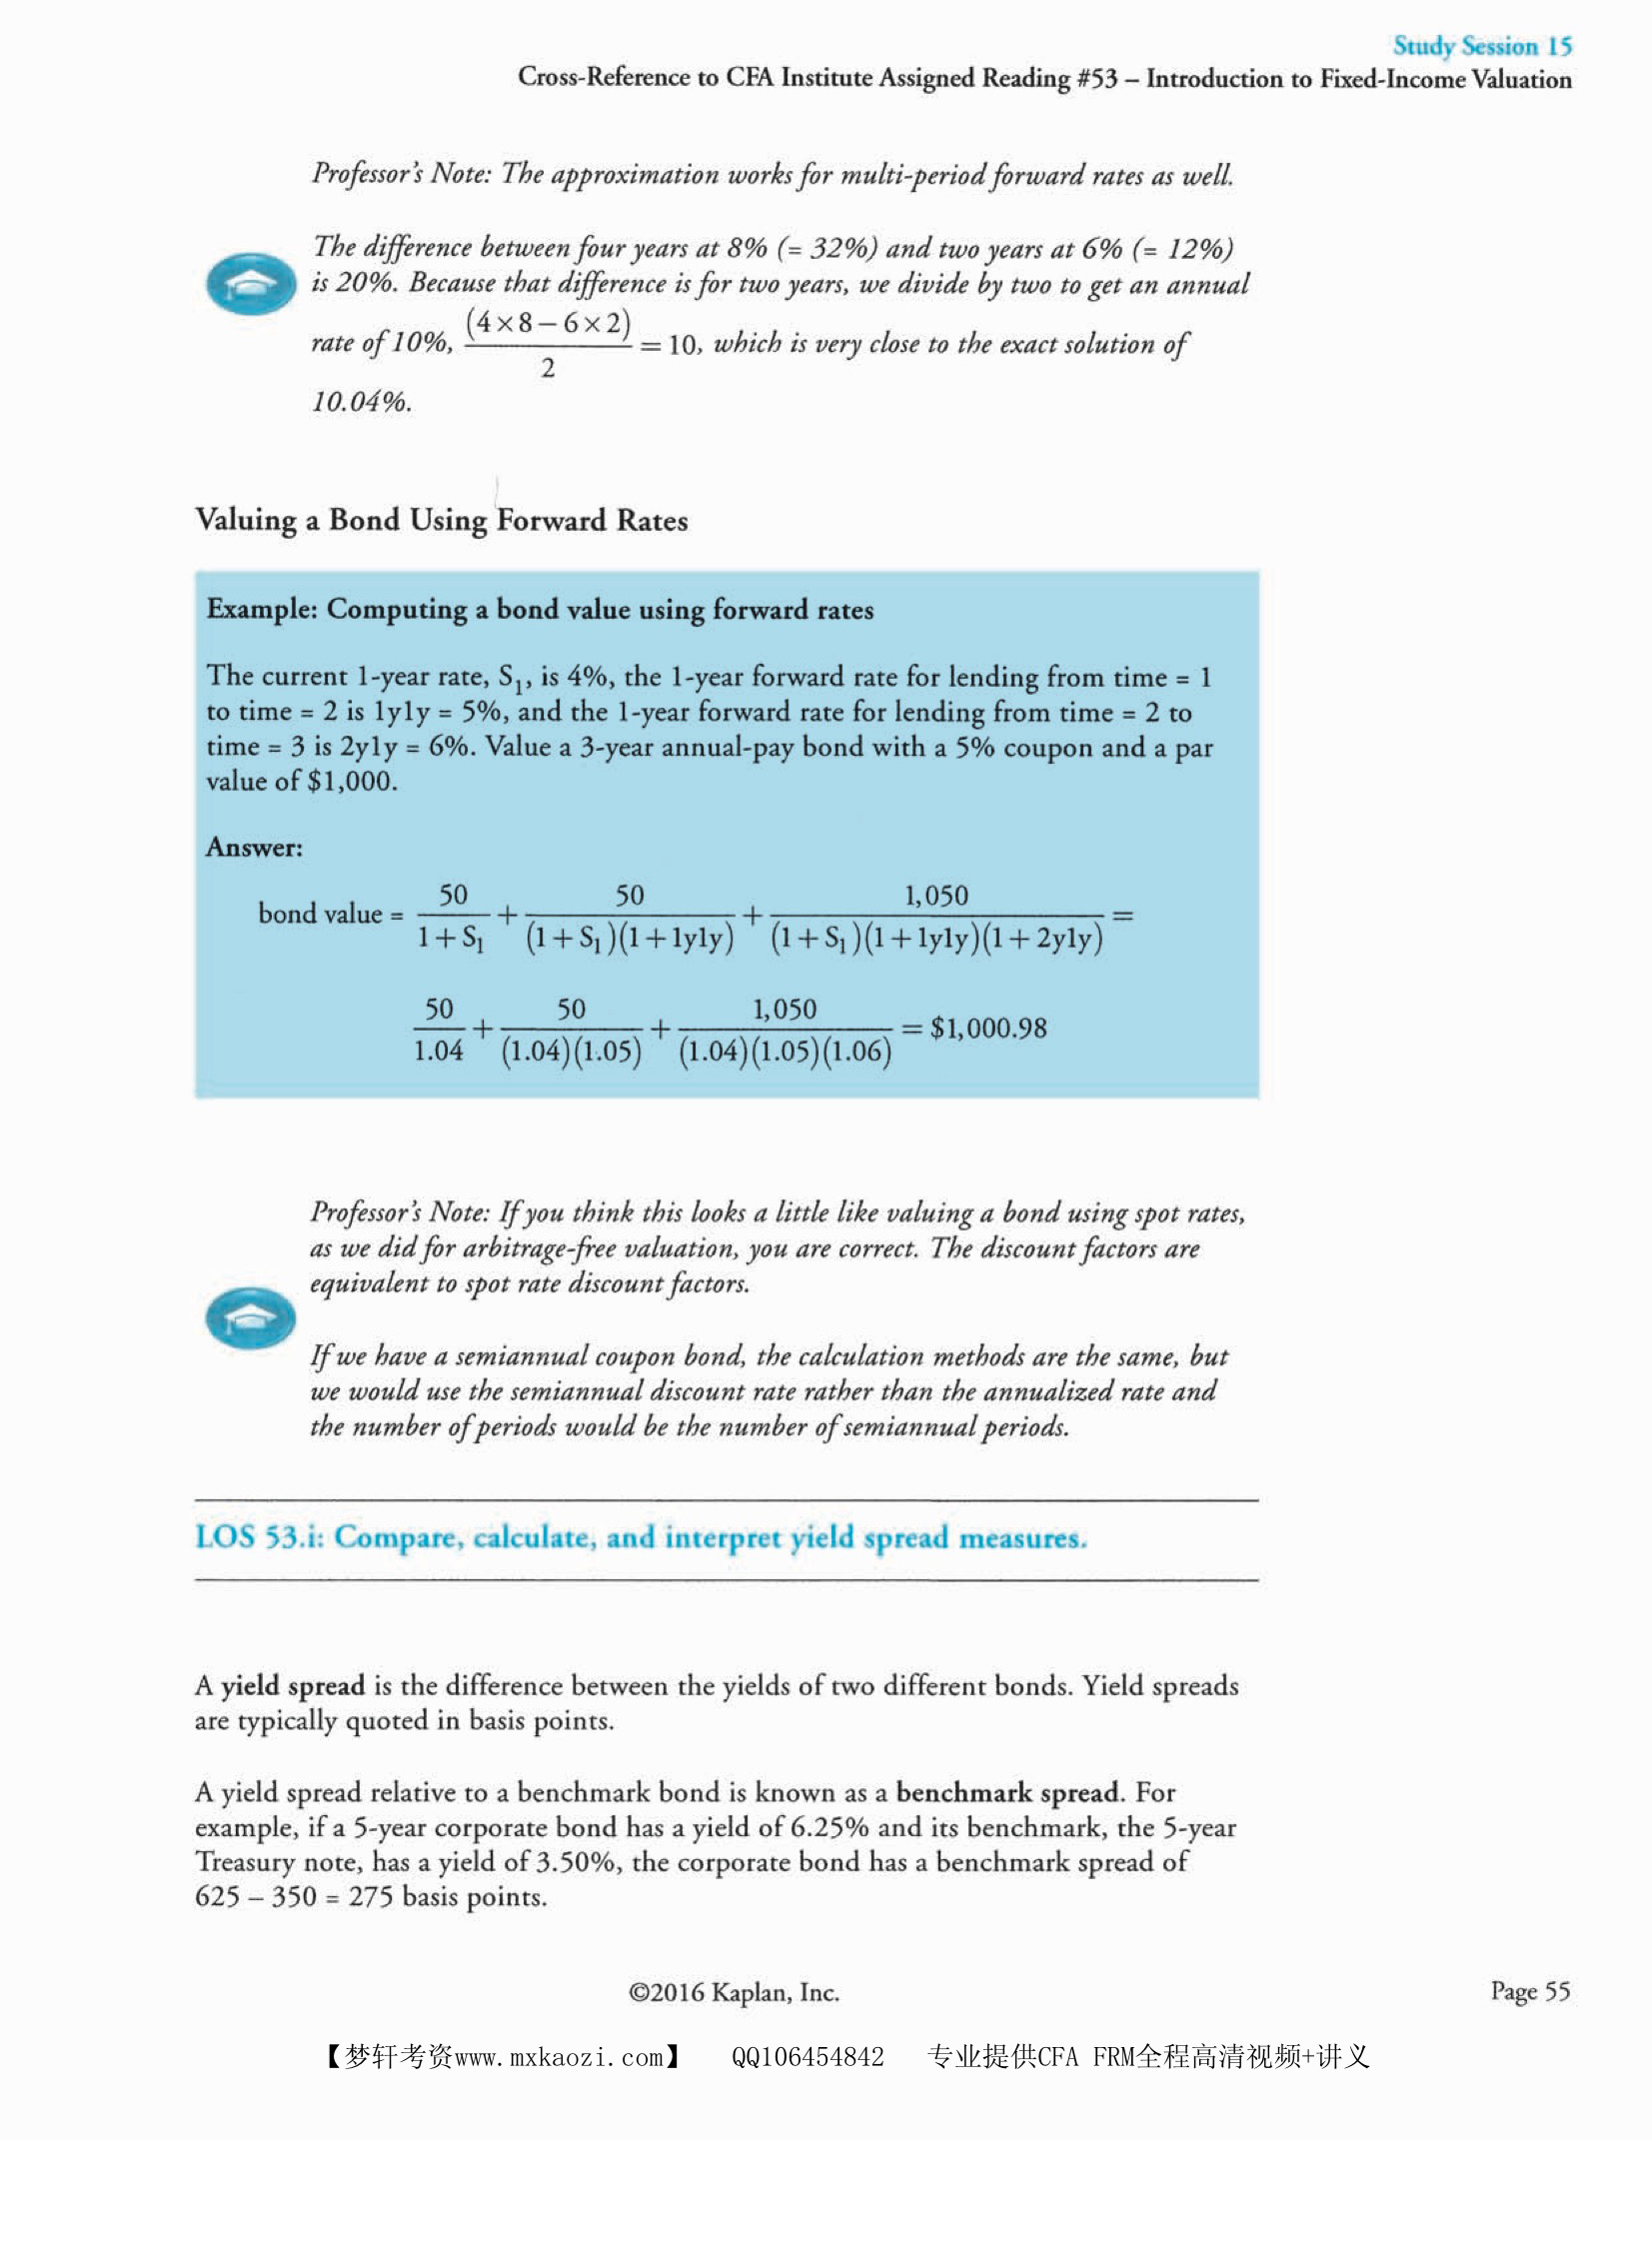 Study Session 15
Cross-Reference to CFA Institute Assigned Reading #53 – Introduction to Fixed-Income Valuation
Professor's Note: The approximation works for multi-period forward rates as well.
The difference between four years at 8% (= 32%) and two years at 6% (= 12%)
is 20%. Because that difference is for two years, we divide by two to get an annual
rate of 10%, (4×8−6×2)/2 = 10, which is very close to the exact solution of
10.04%.
Valuing a Bond Using Forward Rates
Example: Computing a bond value using forward rates
The current 1-year rate, S₁, is 4%, the 1-year forward rate for lending from time = 1
to time = 2 is 1y1y = 5%, and the 1-year forward rate for lending from time = 2 to
time = 3 is 2y1y = 6%. Value a 3-year annual-pay bond with a 5% coupon and a par
value of $1,000.
Answer:
bond value = 50/(1+S₁) + 50/((1+S₁)(1+1y1y)) + 1,050/((1+S₁)(1+1y1y)(1+2y1y)) =
50/1.04 + 50/((1.04)(1.05)) + 1,050/((1.04)(1.05)(1.06)) = $1,000.98
Professor's Note: If you think this looks a little like valuing a bond using spot rates,
as we did for arbitrage-free valuation, you are correct. The discount factors are
equivalent to spot rate discount factors.
If we have a semiannual coupon bond, the calculation methods are the same, but
we would use the semiannual discount rate rather than the annualized rate and
the number of periods would be the number of semiannual periods.
LOS 53.i: Compare, calculate, and interpret yield spread measures.
A yield spread is the difference between the yields of two different bonds. Yield spreads
are typically quoted in basis points.
A yield spread relative to a benchmark bond is known as a benchmark spread. For
example, if a 5-year corporate bond has a yield of 6.25% and its benchmark, the 5-year
Treasury note, has a yield of 3.50%, the corporate bond has a benchmark spread of
625 – 350 = 275 basis points.
©2016 Kaplan, Inc.
Page 55
【梦轩考资www.mxkaozi.com】 QQ106454842 专业提供CFA FRM全程高清视频+讲义